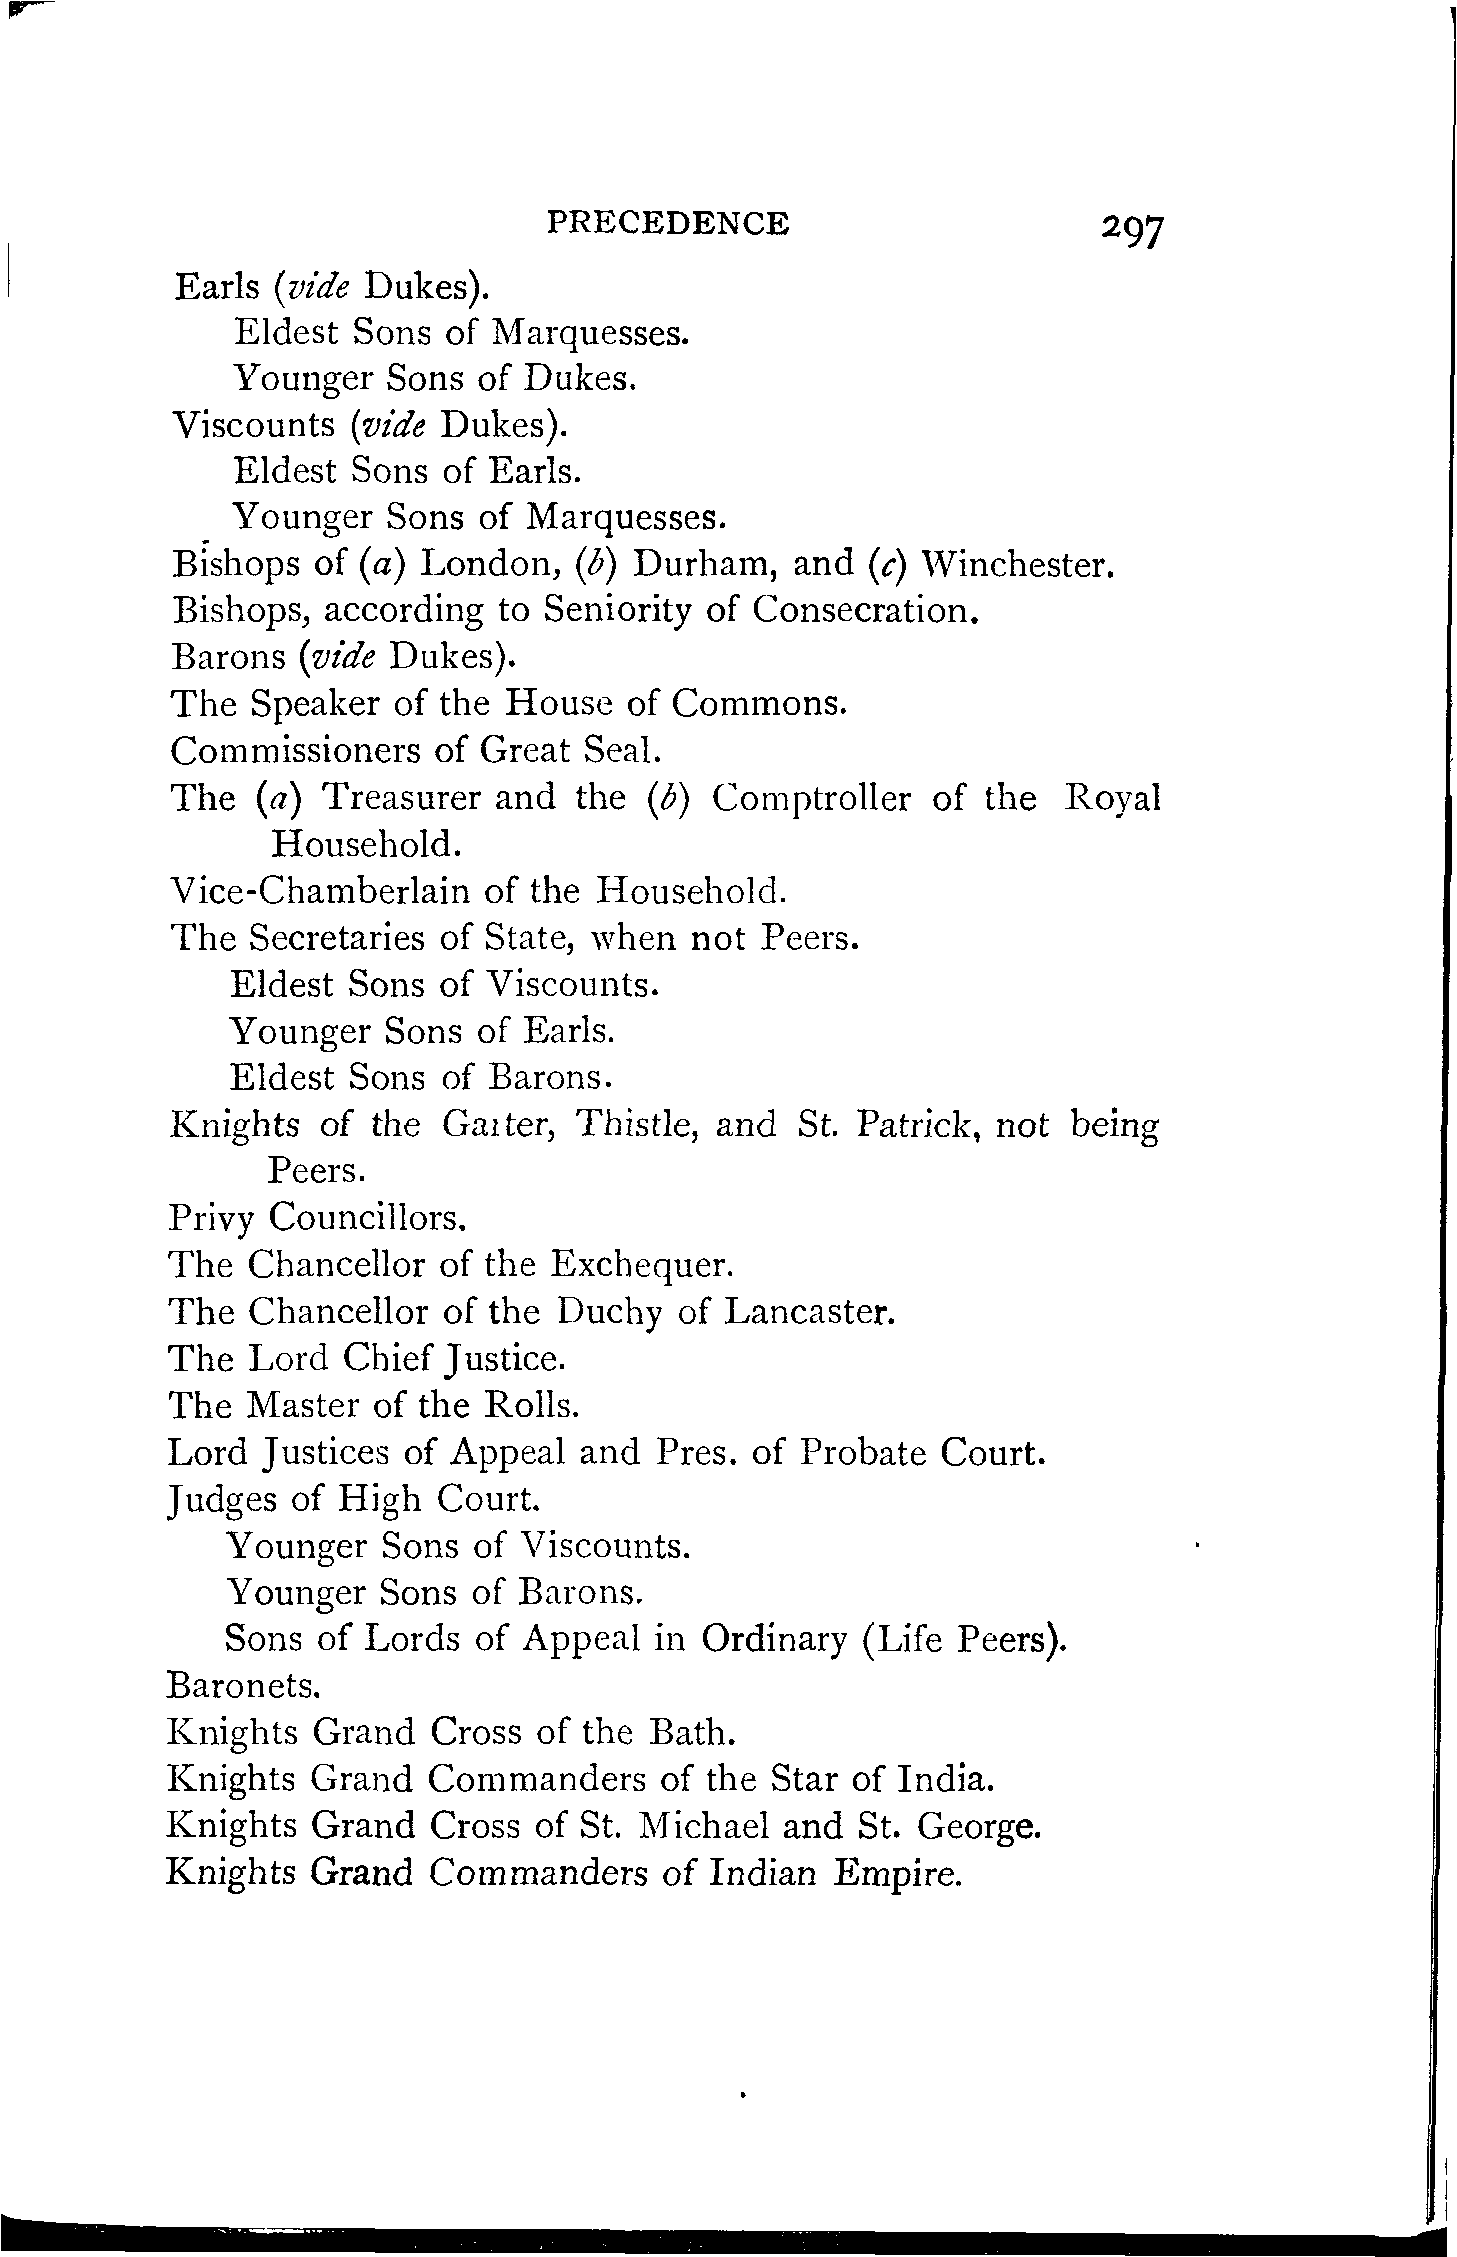 PRECEDENCE 297
Earls (vide Dukes).
Eldest Sons of Marquesses.
Younger Sons of Dukes.
Viscounts (vide Dukes).
Eldest Sons of Earls.
Younger Sons of Marquesses.
Bishops of (a) London, (b) Durham, and (c) Winchester.
Bishops, according to Seniority of Consecration.
Barons (vide Dukes).
The Speaker of the House of Commons.
Commissioners of Great Seal.
The (a) Treasurer and the (b) Comptroller of the Royal
Household.
Vice-Chamberlain of the Household.
The Secretaries of State, when not Peers.
Eldest Sons of Viscounts.
Younger Sons of Earls.
Eldest Sons of Barons.
Knights of the Garter, Thistle, and St. Patrick, not being
Peers.
Privy Councillors.
The Chancellor of the Exchequer.
The Chancellor of the Duchy of Lancaster.
The Lord Chief Justice.
The Master of the Rolls.
Lord Justices of Appeal and Pres. of Probate Court.
Judges of High Court.
Younger Sons of Viscounts.
Younger Sons of Barons.
Sons of Lords of Appeal in Ordinary (Life Peers).
Baronets.
Knights Grand Cross of the Bath.
Knights Grand Commanders of the Star of India.
Knights Grand Cross of St. Michael and St. George.
Knights Grand Commanders of Indian Empire.